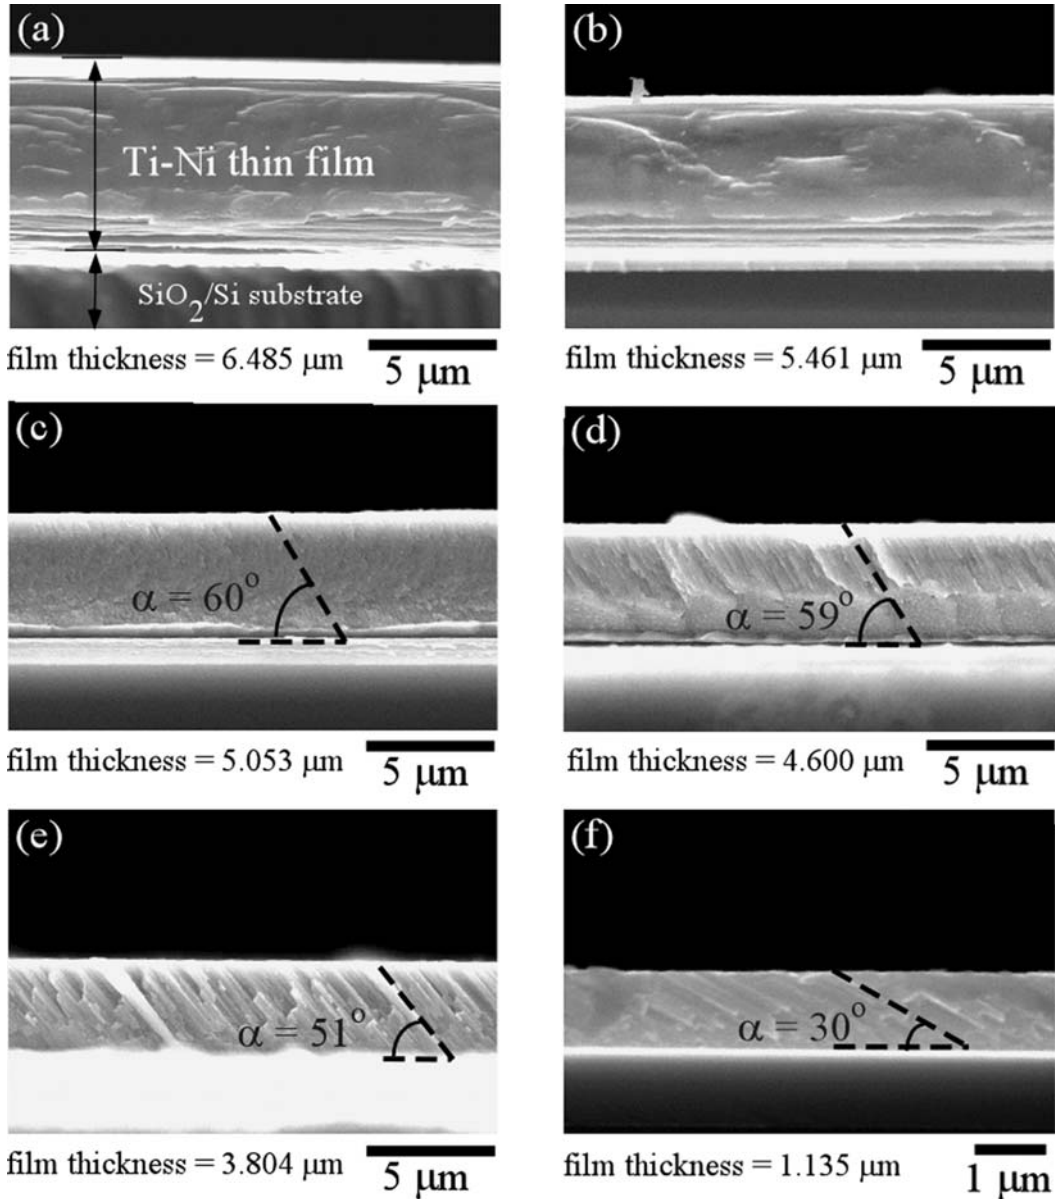 (a)
Ti-Ni thin film
SiO2/Si substrate
film thickness = 6.485 μm
5 μm
(b)
film thickness = 5.461 μm
5 μm
(c)
α = 60°
film thickness = 5.053 μm
5 μm
(d)
α = 59°
film thickness = 4.600 μm
5 μm
(e)
α = 51°
film thickness = 3.804 μm
5 μm
(f)
α = 30°
film thickness = 1.135 μm
1 μm